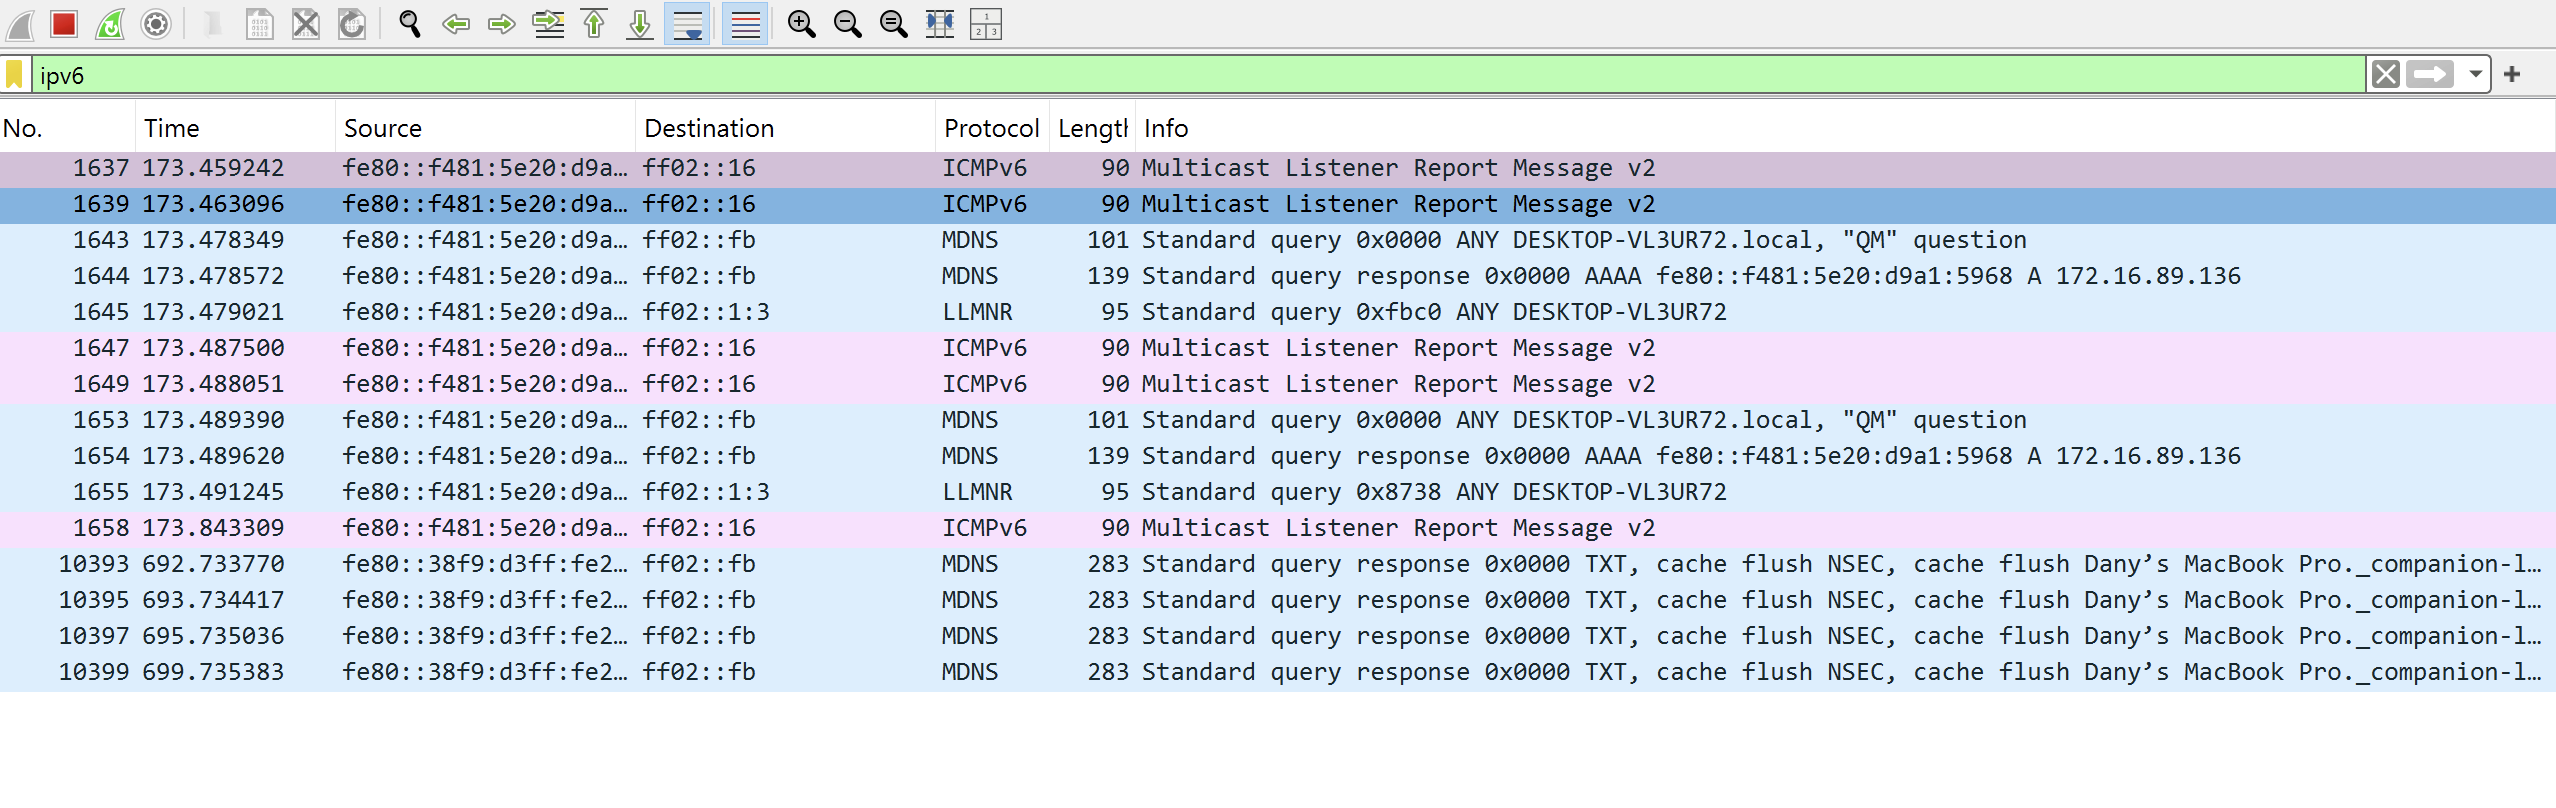 ipv6
No. Time Source Destination Protocol Length Info
1637 173.459242 fe80::f481:5e20:d9a… ff02::16 ICMPv6 90 Multicast Listener Report Message v2
1639 173.463096 fe80::f481:5e20:d9a… ff02::16 ICMPv6 90 Multicast Listener Report Message v2
1643 173.478349 fe80::f481:5e20:d9a… ff02::fb MDNS 101 Standard query 0x0000 ANY DESKTOP-VL3UR72.local, "QM" question
1644 173.478572 fe80::f481:5e20:d9a… ff02::fb MDNS 139 Standard query response 0x0000 AAAA fe80::f481:5e20:d9a1:5968 A 172.16.89.136
1645 173.479021 fe80::f481:5e20:d9a… ff02::1:3 LLMNR 95 Standard query 0xfbc0 ANY DESKTOP-VL3UR72
1647 173.487500 fe80::f481:5e20:d9a… ff02::16 ICMPv6 90 Multicast Listener Report Message v2
1649 173.488051 fe80::f481:5e20:d9a… ff02::16 ICMPv6 90 Multicast Listener Report Message v2
1653 173.489390 fe80::f481:5e20:d9a… ff02::fb MDNS 101 Standard query 0x0000 ANY DESKTOP-VL3UR72.local, "QM" question
1654 173.489620 fe80::f481:5e20:d9a… ff02::fb MDNS 139 Standard query response 0x0000 AAAA fe80::f481:5e20:d9a1:5968 A 172.16.89.136
1655 173.491245 fe80::f481:5e20:d9a… ff02::1:3 LLMNR 95 Standard query 0x8738 ANY DESKTOP-VL3UR72
1658 173.843309 fe80::f481:5e20:d9a… ff02::16 ICMPv6 90 Multicast Listener Report Message v2
10393 692.733770 fe80::38f9:d3ff:fe2… ff02::fb MDNS 283 Standard query response 0x0000 TXT, cache flush NSEC, cache flush Dany’s MacBook Pro._companion-l…
10395 693.734417 fe80::38f9:d3ff:fe2… ff02::fb MDNS 283 Standard query response 0x0000 TXT, cache flush NSEC, cache flush Dany’s MacBook Pro._companion-l…
10397 695.735036 fe80::38f9:d3ff:fe2… ff02::fb MDNS 283 Standard query response 0x0000 TXT, cache flush NSEC, cache flush Dany’s MacBook Pro._companion-l…
10399 699.735383 fe80::38f9:d3ff:fe2… ff02::fb MDNS 283 Standard query response 0x0000 TXT, cache flush NSEC, cache flush Dany’s MacBook Pro._companion-l…